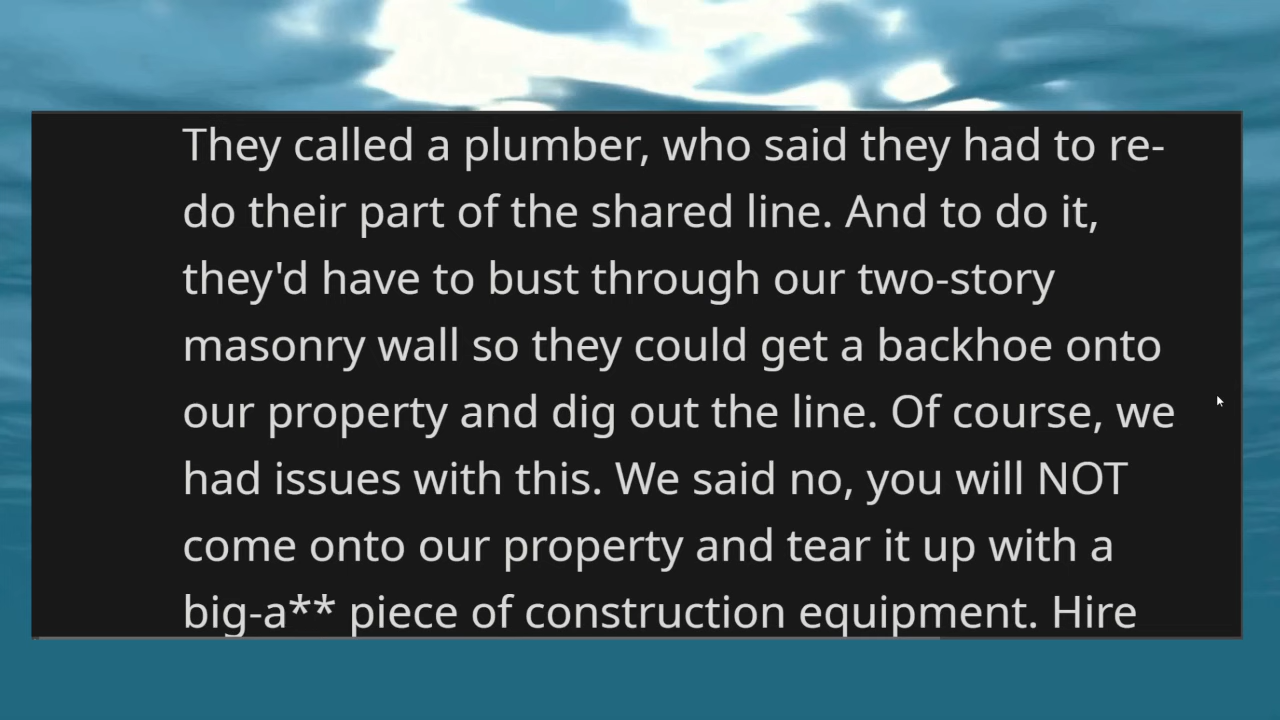 They called a plumber, who said they had to re-
do their part of the shared line. And to do it,
they'd have to bust through our two-story
masonry wall so they could get a backhoe onto
our property and dig out the line. Of course, we
had issues with this. We said no, you will NOT
come onto our property and tear it up with a
big-a** piece of construction equipment. Hire